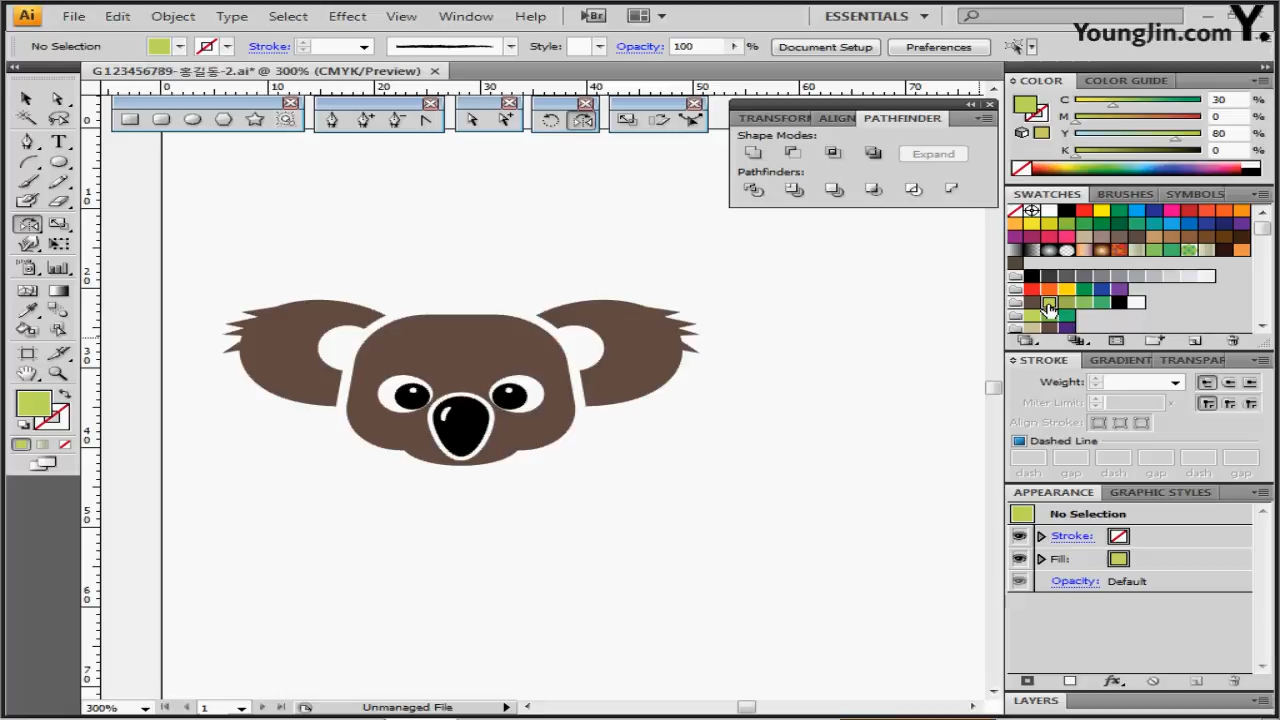 Ai File Edit Object Type Select Effect View Window Help Br ESSENTIALS
YoungJin.com Y.
No Selection Stroke: Style: Opacity: 100 % Document Setup Preferences
G123456789-홍길동-2.ai* @ 300% (CMYK/Preview)
0 10 20 30 40 50 60 70
TRANSFORM ALIGN PATHFINDER
Shape Modes:
Expand
Pathfinders:
COLOR COLOR GUIDE
C 30 %
M 0 %
Y 80 %
K 0 %
SWATCHES BRUSHES SYMBOLS
STROKE GRADIENT TRANSPAR
Weight:
Miter Limit: x
Align Stroke:
Dashed Line
dash gap dash gap dash gap
APPEARANCE GRAPHIC STYLES
No Selection
Stroke:
Fill:
Opacity: Default
LAYERS
0
1
0
2
0
3
0
4
0
5
0
6
0
7
0
300% 1 Unmanaged File